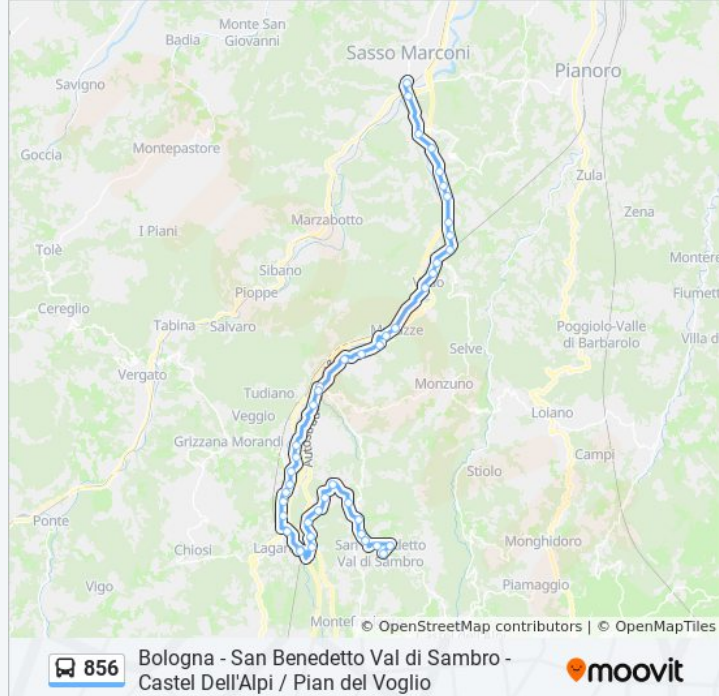 Monte San
Giovanni
Badia
Sasso Marconi
Pianoro
Savigno
Goccia
Montepastore
Zula
Marzabotto
Zena
I Piani
Tolè
Sibano
Pioppe
Cereglio
Tabina
Salvaro
Poggiolo-Valle
di Barbarolo
Selve
Vergato
Monzuno
Tudiano
Veggio
Loiano
Grizzana Morandi
Campi
Stiolo
Ponte
Chiosi
San
Val di Sambro
Monghidoro
Vigo
Piamaggio
© OpenStreetMap contributors | © OpenMapTiles
856
Bologna - San Benedetto Val di Sambro -
Castel Dell'Alpi / Pian del Voglio
moovit